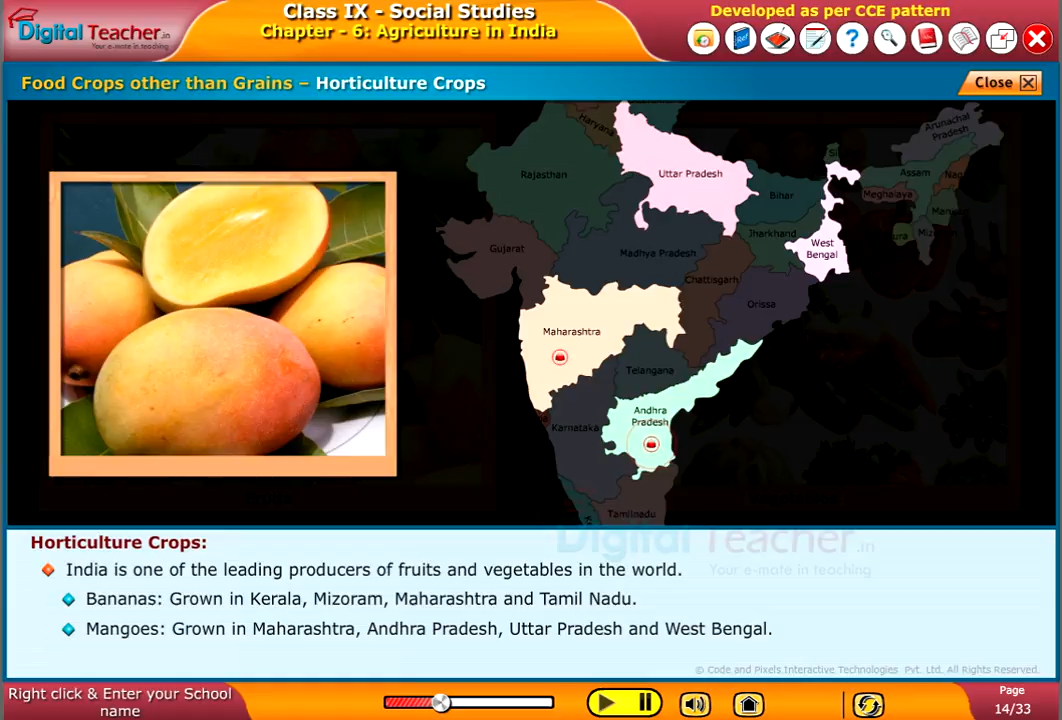 Digital Teacher.in
Your e-mate in teaching
Class IX - Social Studies
Chapter - 6: Agriculture in India
Developed as per CCE pattern
Ref
?
Food Crops other than Grains – Horticulture Crops
Close
Haryana
Arunachal
Pradesh
Rajasthan
Uttar Pradesh
Bihar
Assam
Meghalaya
Gujarat
Madhya Pradesh
Jharkhand
West
Bengal
Chattisgarh
Orissa
Maharashtra
Telangana
Andhra
Pradesh
Karnataka
Tamilnadu
Digital Teacher.in
Your e-mate in teaching
Horticulture Crops:
India is one of the leading producers of fruits and vegetables in the world.
Bananas: Grown in Kerala, Mizoram, Maharashtra and Tamil Nadu.
Mangoes: Grown in Maharashtra, Andhra Pradesh, Uttar Pradesh and West Bengal.
© Code and Pixels Interactive Technologies Pvt. Ltd. All Rights Reserved.
Right click & Enter your School
name
Page
14/33